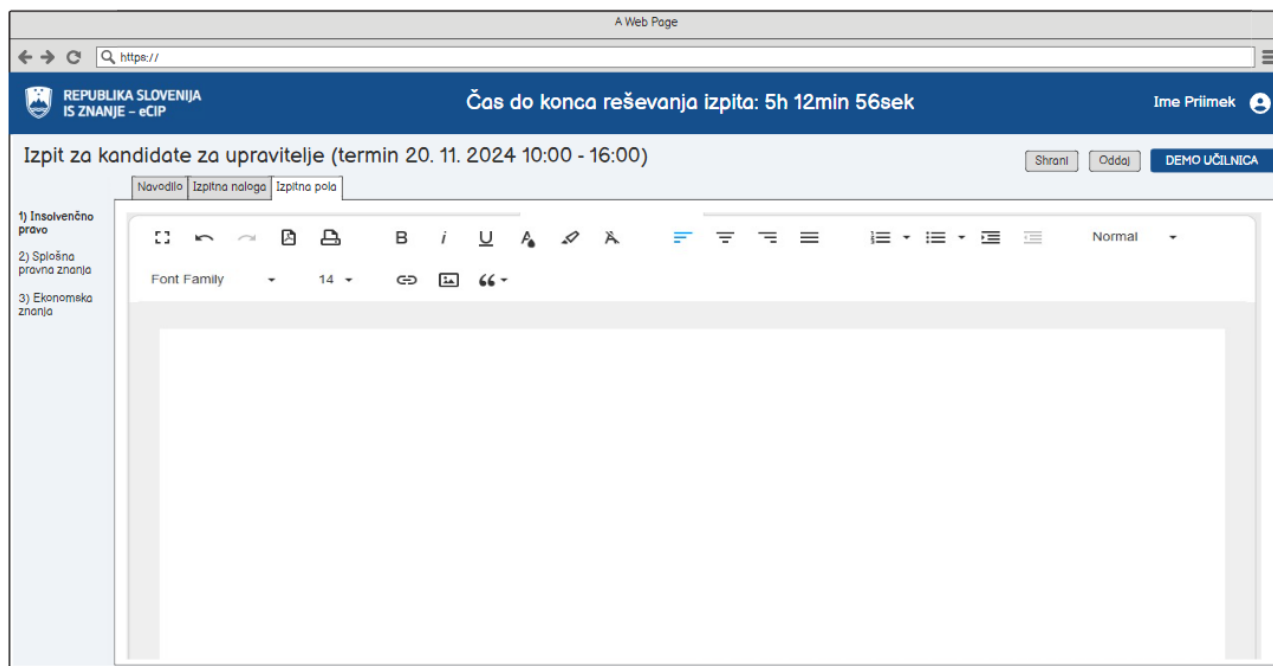 A Web Page
https://
REPUBLIKA SLOVENIJA
IS ZNANJE – eCIP
Čas do konca reševanja izpita: 5h 12min 56sek
Ime Priimek
Izpit za kandidate za upravitelje (termin 20. 11. 2024 10:00 - 16:00)
Shrani
Oddaj
DEMO UČILNICA
Navodilo
Izpitna naloga
Izpitna pola
1) Insolvenčno
pravo
2) Splošna
pravna znanja
3) Ekonomska
znanja
B i U A A Normal
Font Family 14